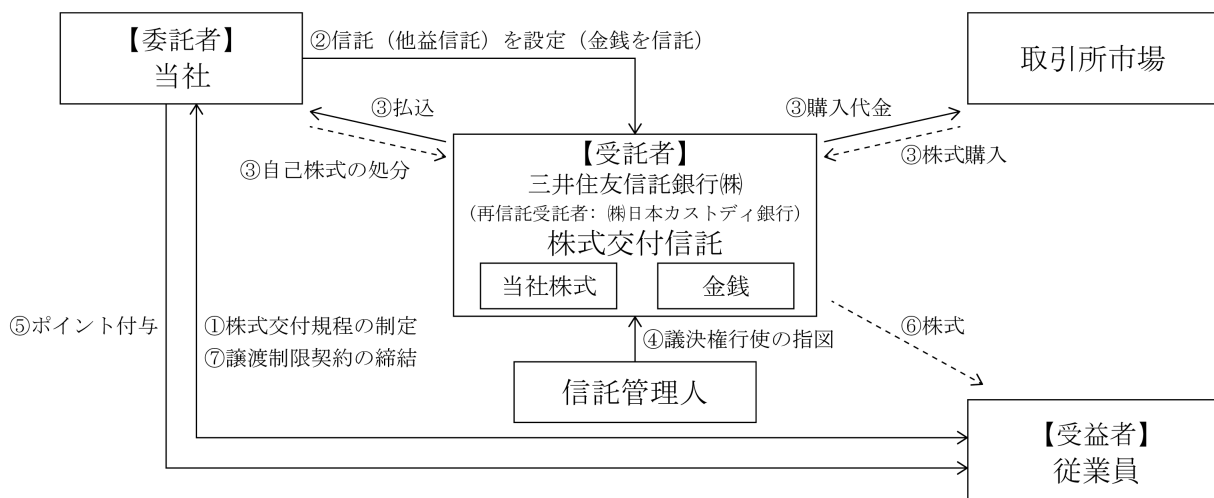 【委託者】
当社
②信託（他益信託）を設定（金銭を信託）
取引所市場
③払込
③自己株式の処分
③購入代金
③株式購入
【受託者】
三井住友信託銀行㈱
（再信託受託者：㈱日本カストディ銀行）
株式交付信託
当社株式
金銭
⑤ポイント付与
①株式交付規程の制定
⑦譲渡制限契約の締結
④議決権行使の指図
⑥株式
信託管理人
【受益者】
従業員